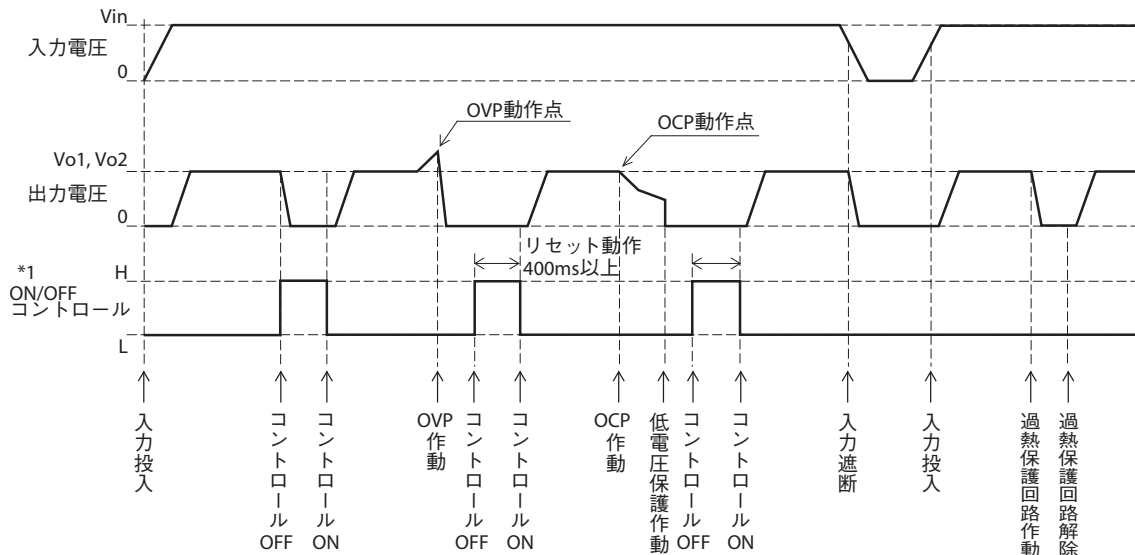 Vin
入力電圧
0
OVP動作点
OCP動作点
Vo1, Vo2
出力電圧
0
リセット動作
400ms以上
*1
ON/OFF
コントロール
H
L
入力投入
コントロールOFF
コントロールON
OVP作動
コントロールOFF
コントロールON
OCP作動
低電圧保護作動
コントロールOFF
コントロールON
入力遮断
入力投入
過熱保護回路作動
過熱保護回路解除